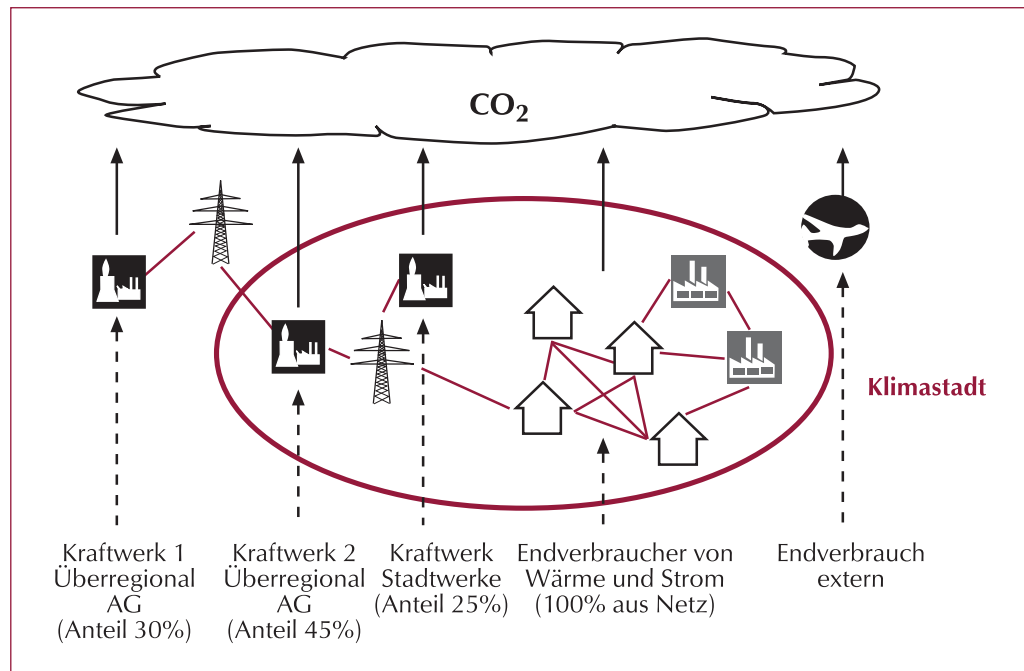 CO₂
Klimastadt
Kraftwerk 1
Überregional
AG
(Anteil 30%)
Kraftwerk 2
Überregional
AG
(Anteil 45%)
Kraftwerk
Stadtwerke
(Anteil 25%)
Endverbraucher von
Wärme und Strom
(100% aus Netz)
Endverbrauch
extern